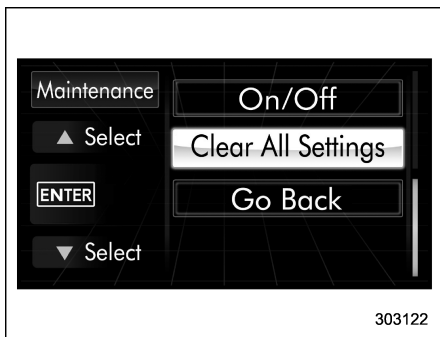 Maintenance
▲ Select
ENTER
▼ Select
On/Off
Clear All Settings
Go Back
303122